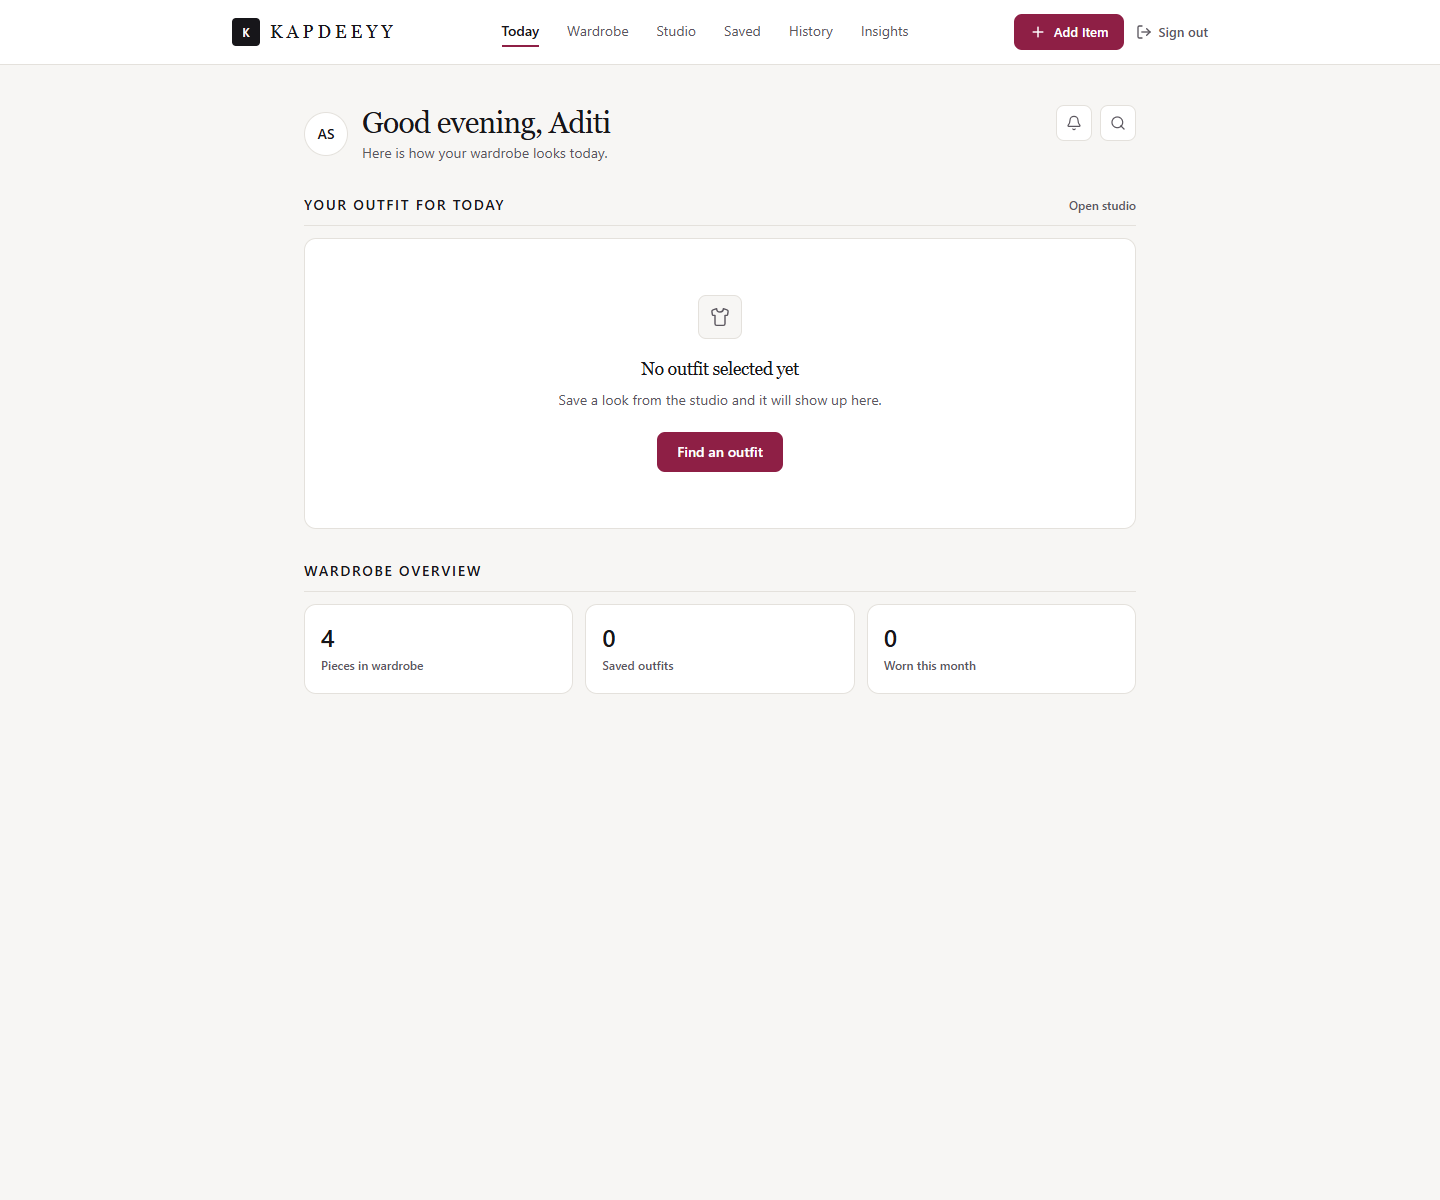 K KAPDEEYY
Today Wardrobe Studio Saved History Insights
+ Add Item
Sign out
AS
Good evening, Aditi
Here is how your wardrobe looks today.
YOUR OUTFIT FOR TODAY
Open studio
No outfit selected yet
Save a look from the studio and it will show up here.
Find an outfit
WARDROBE OVERVIEW
4
Pieces in wardrobe
0
Saved outfits
0
Worn this month